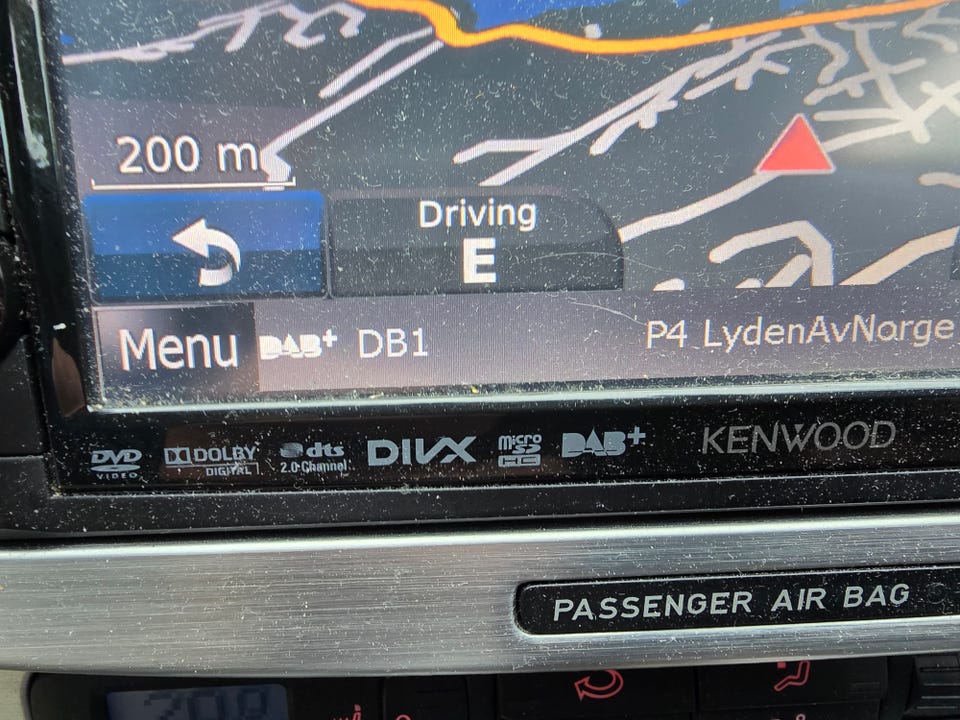 200 m
Driving
E
Menu DAB+ DB1 P4 LydenAvNorge
DVD VIDEO DOLBY DIGITAL dts 2.0 Channel DIVX micro SD HC DAB+ KENWOOD
PASSENGER AIR BAG